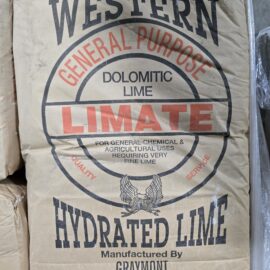 WESTERN
GENERAL PURPOSE
DOLOMITIC
LIME
LIMATE
FOR GENERAL CHEMICAL &
AGRICULTURAL USES
REQUIRING VERY
FINE LIME
QUALITY
SERVICE
HYDRATED LIME
Manufactured By
GRAYMONT